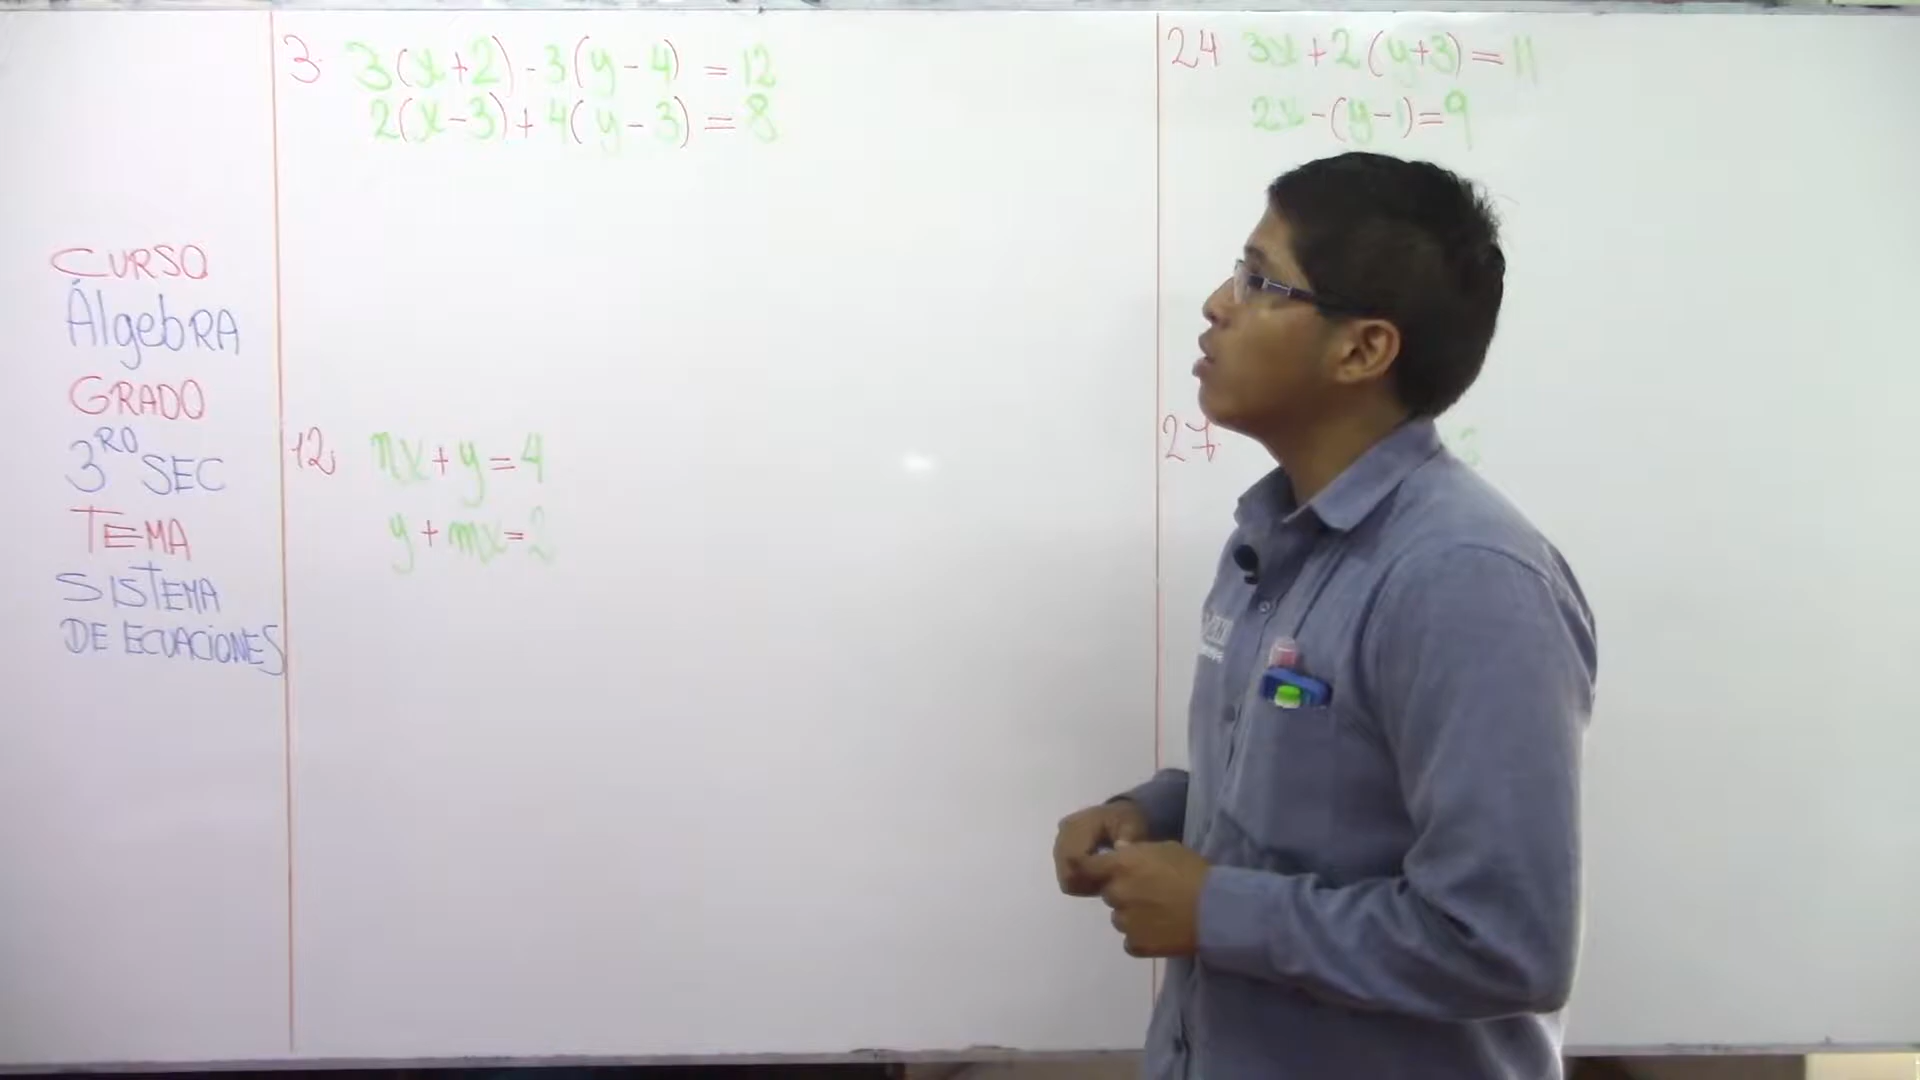 CURSO
Álgebra
GRADO
3RO SEC
TEMA
SISTEMA
DE ECUACIONES
3. 3(x+2)-3(y-4) = 12
2(x-3)+4(y-3) = 8
12. nx+y=4
y+mx=2
24 3x+2(y+3)=11
2x-(y-1)=9
27